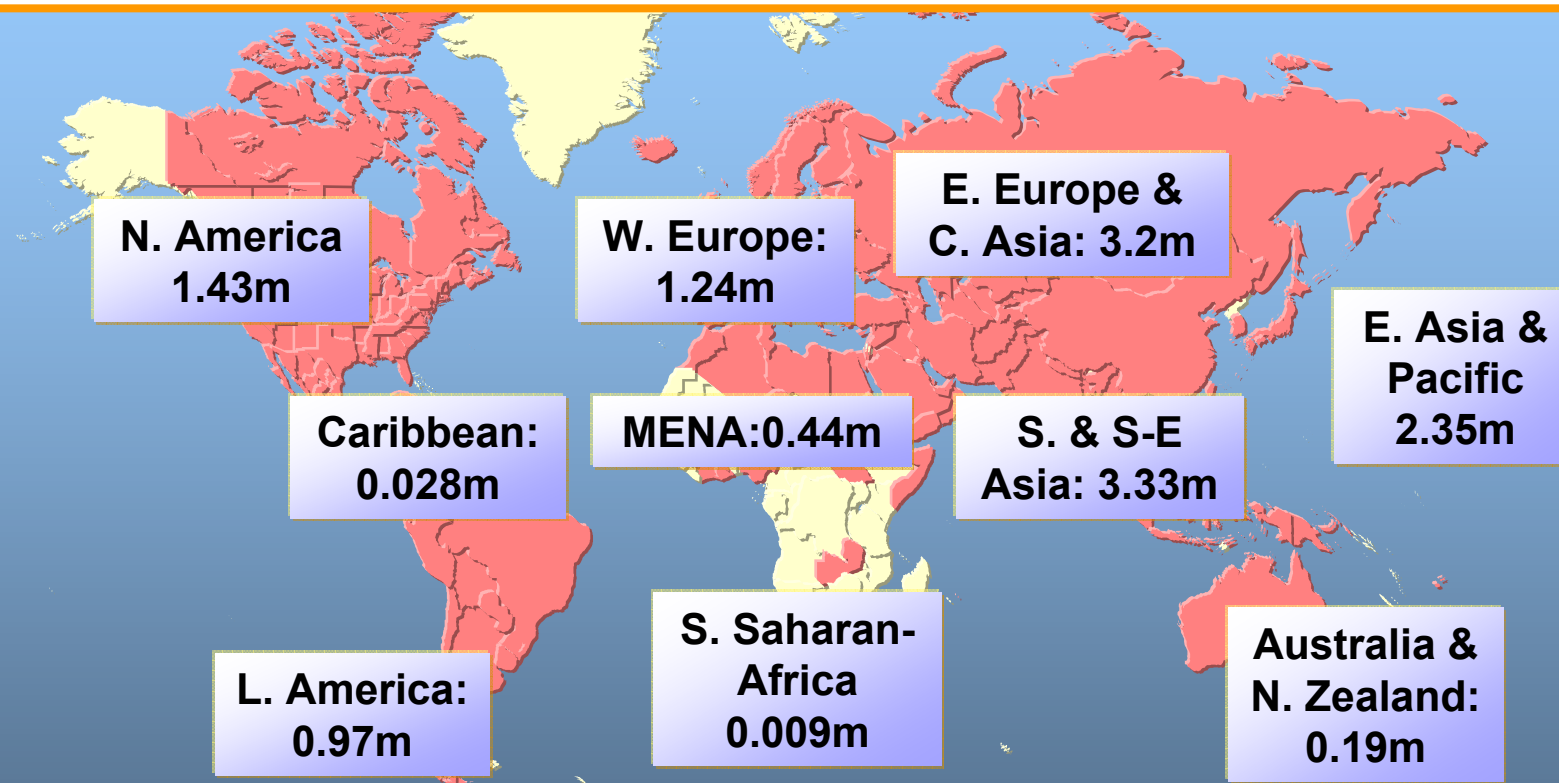 N. America
1.43m
W. Europe:
1.24m
E. Europe &
C. Asia: 3.2m
E. Asia &
Pacific
2.35m
Caribbean:
0.028m
MENA:0.44m
S. & S-E
Asia: 3.33m
L. America:
0.97m
S. Saharan-
Africa
0.009m
Australia &
N. Zealand:
0.19m